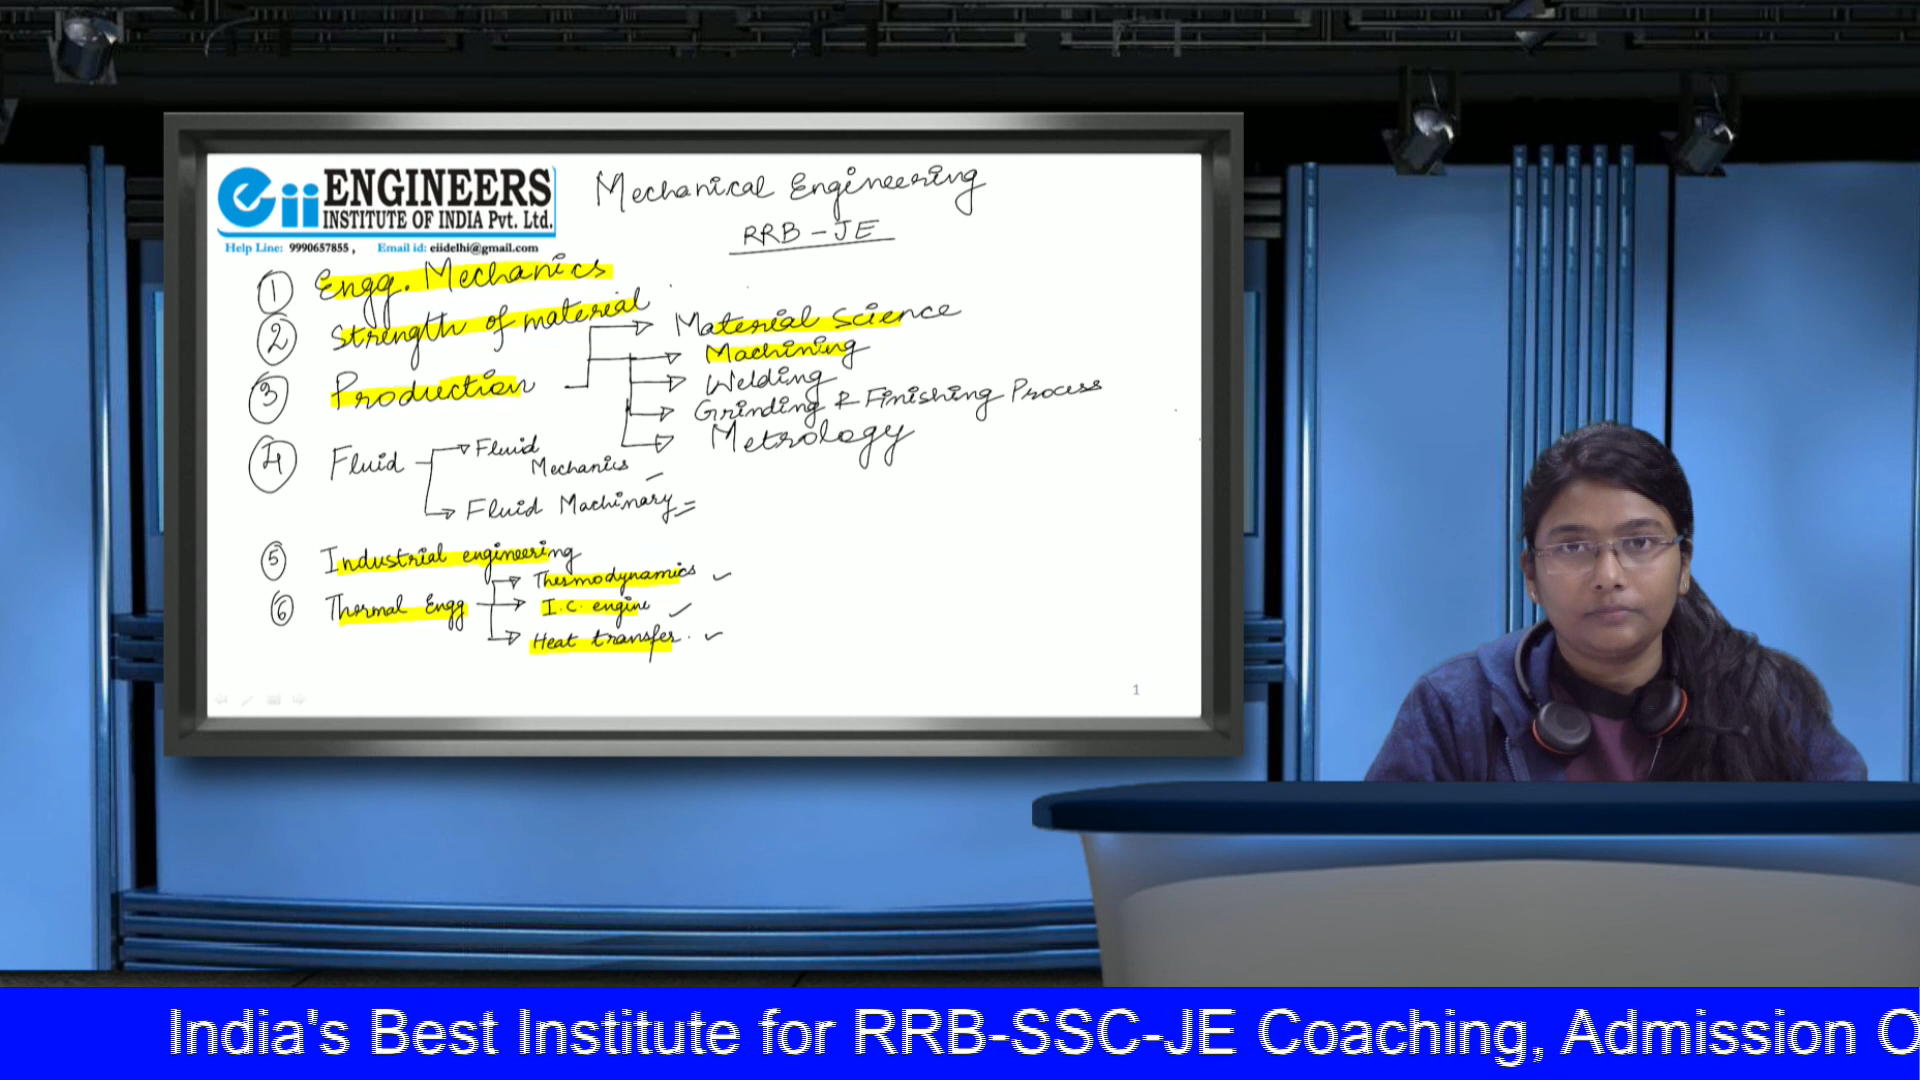 eii ENGINEERS
INSTITUTE OF INDIA Pvt. Ltd.
Help Line: 9990657855 , Email id: eiidelhi@gmail.com
Mechanical Engineering
RRB - JE
1 Engg. Mechanics
2 Strength of material
3 Production
Material Science
Machining
Welding
Grinding & Finishing Process
Metrology
4 Fluid
Fluid
Mechanics
Fluid Machinary
5 Industrial engineering
6 Thermal Engg
Thermodynamics
I.C. engine
Heat transfer.
1
India's Best Institute for RRB-SSC-JE Coaching, Admission O